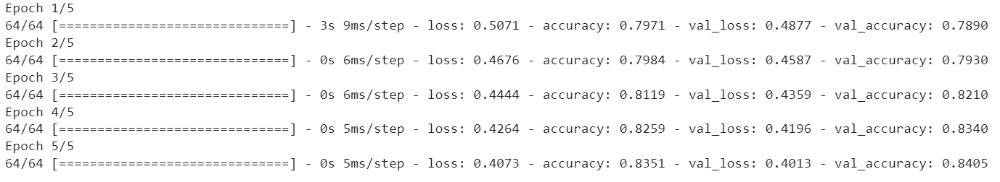 Epoch 1/5
64/64 [==============================] - 3s 9ms/step - loss: 0.5071 - accuracy: 0.7971 - val_loss: 0.4877 - val_accuracy: 0.7890
Epoch 2/5
64/64 [==============================] - 0s 6ms/step - loss: 0.4676 - accuracy: 0.7984 - val_loss: 0.4587 - val_accuracy: 0.7930
Epoch 3/5
64/64 [==============================] - 0s 6ms/step - loss: 0.4444 - accuracy: 0.8119 - val_loss: 0.4359 - val_accuracy: 0.8210
Epoch 4/5
64/64 [==============================] - 0s 5ms/step - loss: 0.4264 - accuracy: 0.8259 - val_loss: 0.4196 - val_accuracy: 0.8340
Epoch 5/5
64/64 [==============================] - 0s 5ms/step - loss: 0.4073 - accuracy: 0.8351 - val_loss: 0.4013 - val_accuracy: 0.8405